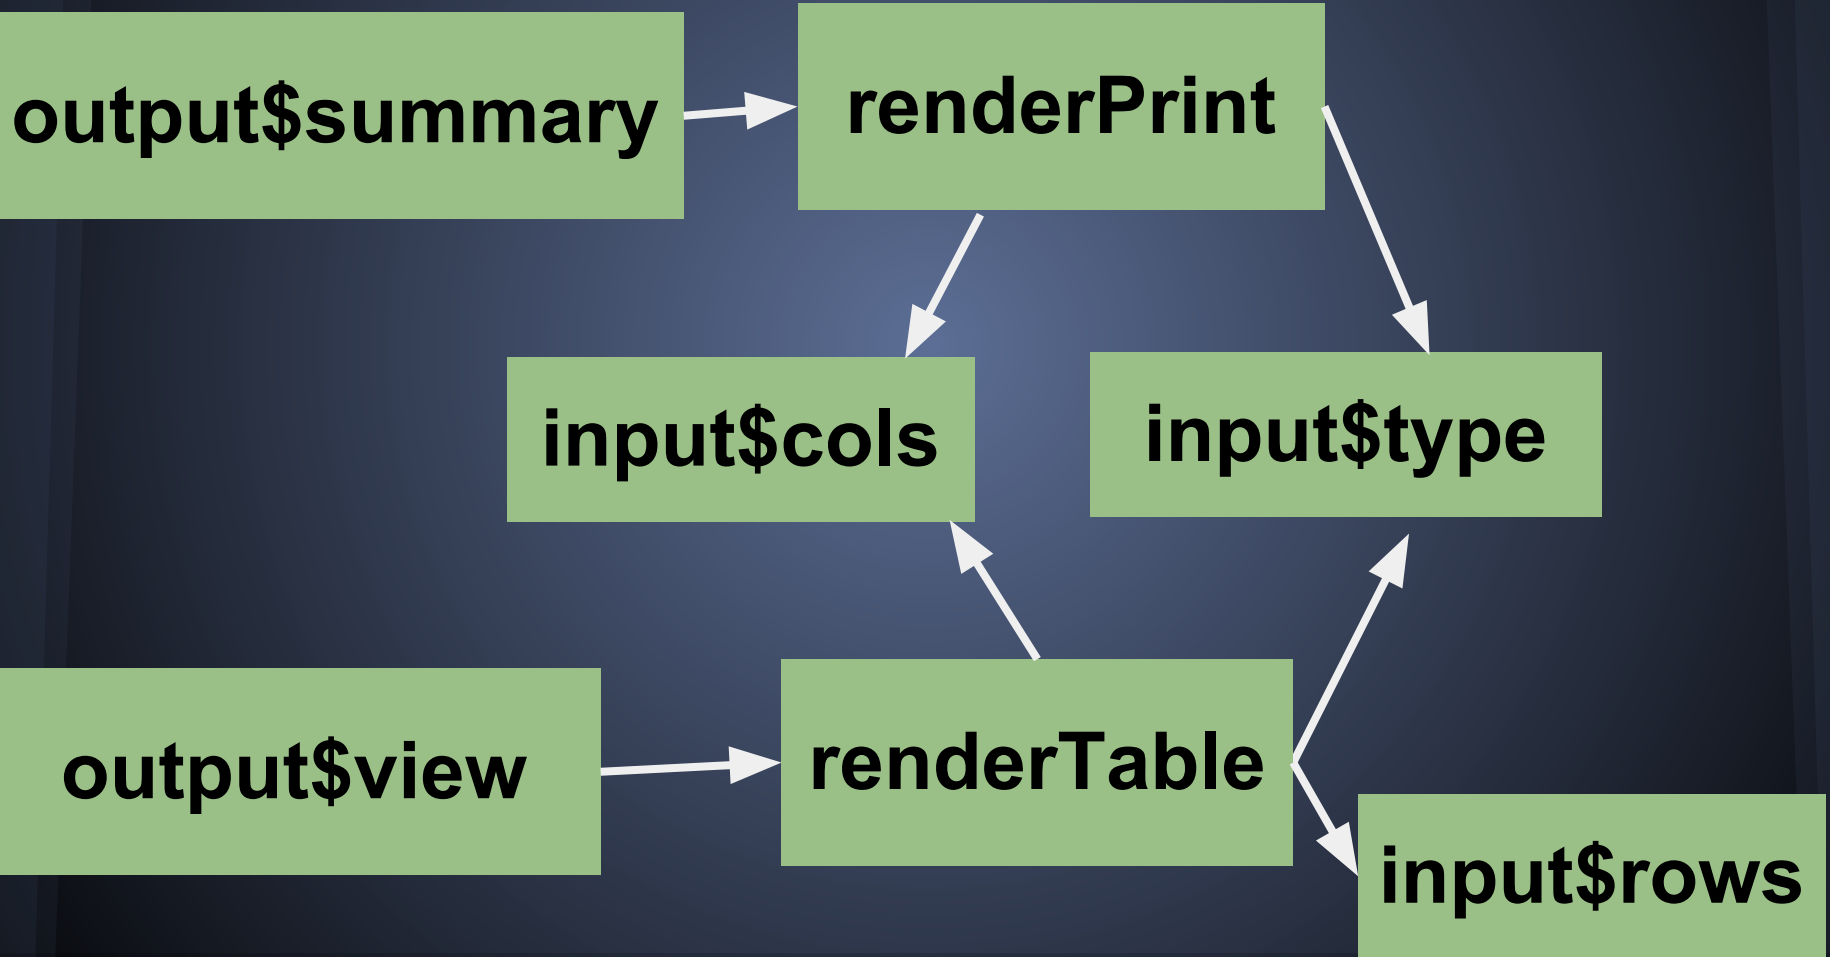 output$summary
renderPrint
input$cols
input$type
output$view
renderTable
input$rows